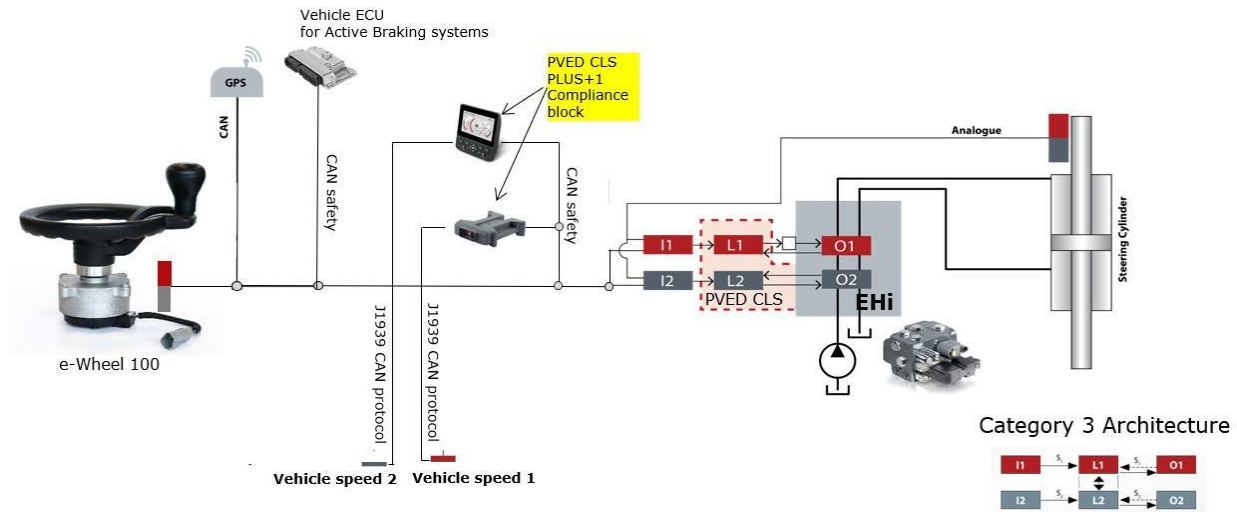 Vehicle ECU
for Active Braking systems
GPS
CAN
CAN safety
PVED CLS
PLUS+1
Compliance
block
CAN safety
Analogue
Steering Cylinder
I1
L1
O1
I2
L2
O2
PVED CLS
EHi
e-Wheel 100
J1939 CAN protocol
J1939 CAN protocol
Vehicle speed 2
Vehicle speed 1
Category 3 Architecture
I1
L1
O1
I2
L2
O2